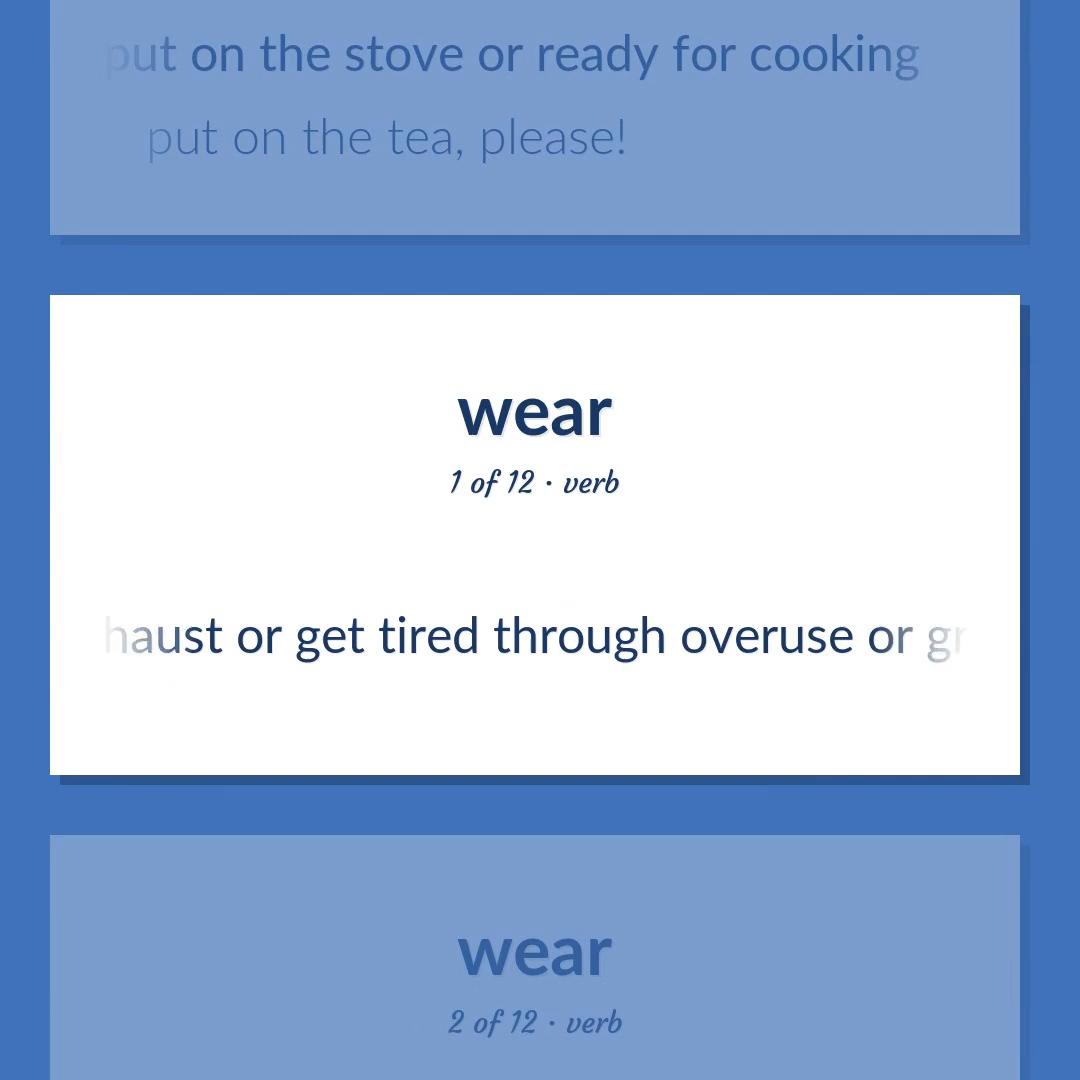 put on the stove or ready for cooking
put on the tea, please!
wear
1 of 12 · verb
haust or get tired through overuse or gr
wear
2 of 12 · verb